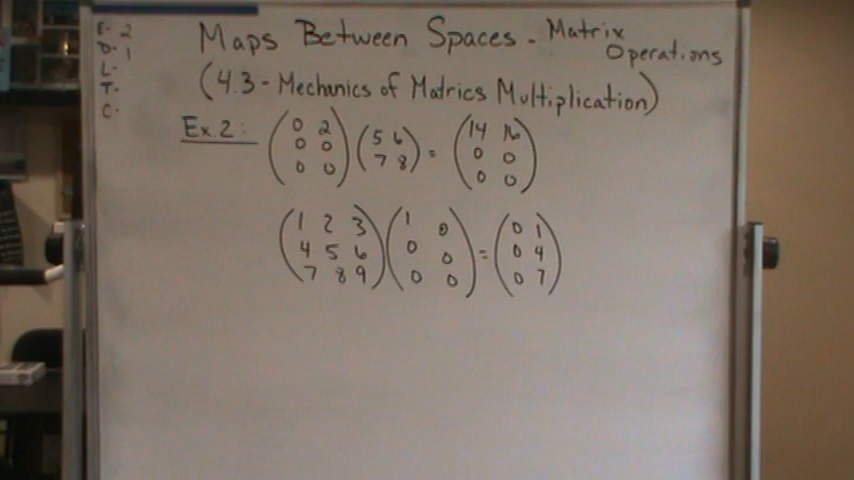 E. 2
D. 1
L.
T.
C.
Maps Between Spaces - Matrix Operations
(4.3 - Mechanics of Matrics Multiplication)
Ex. 2:
(0 2) (5 6) = (14 16)
(0 0) (7 8) (0 0)
(0 0) (0 0)
(1 2 3) (1 0) = (0 1)
(4 5 6) (0 0) (0 4)
(7 8 9) (0 0) (0 7)